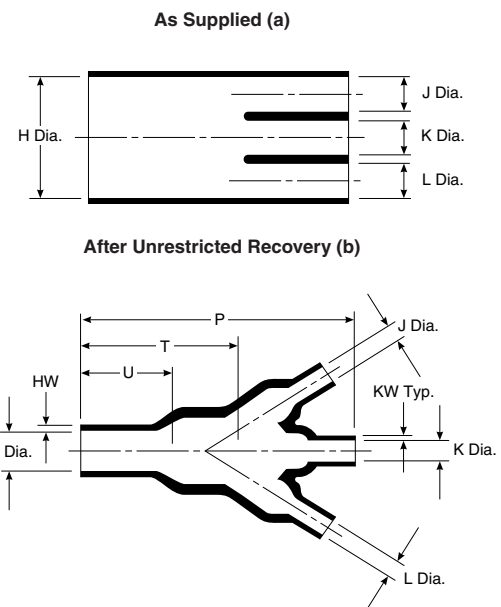 As Supplied (a)
J Dia.
H Dia.
K Dia.
L Dia.
After Unrestricted Recovery (b)
P
J Dia.
T
U
HW
KW Typ.
Dia.
K Dia.
L Dia.